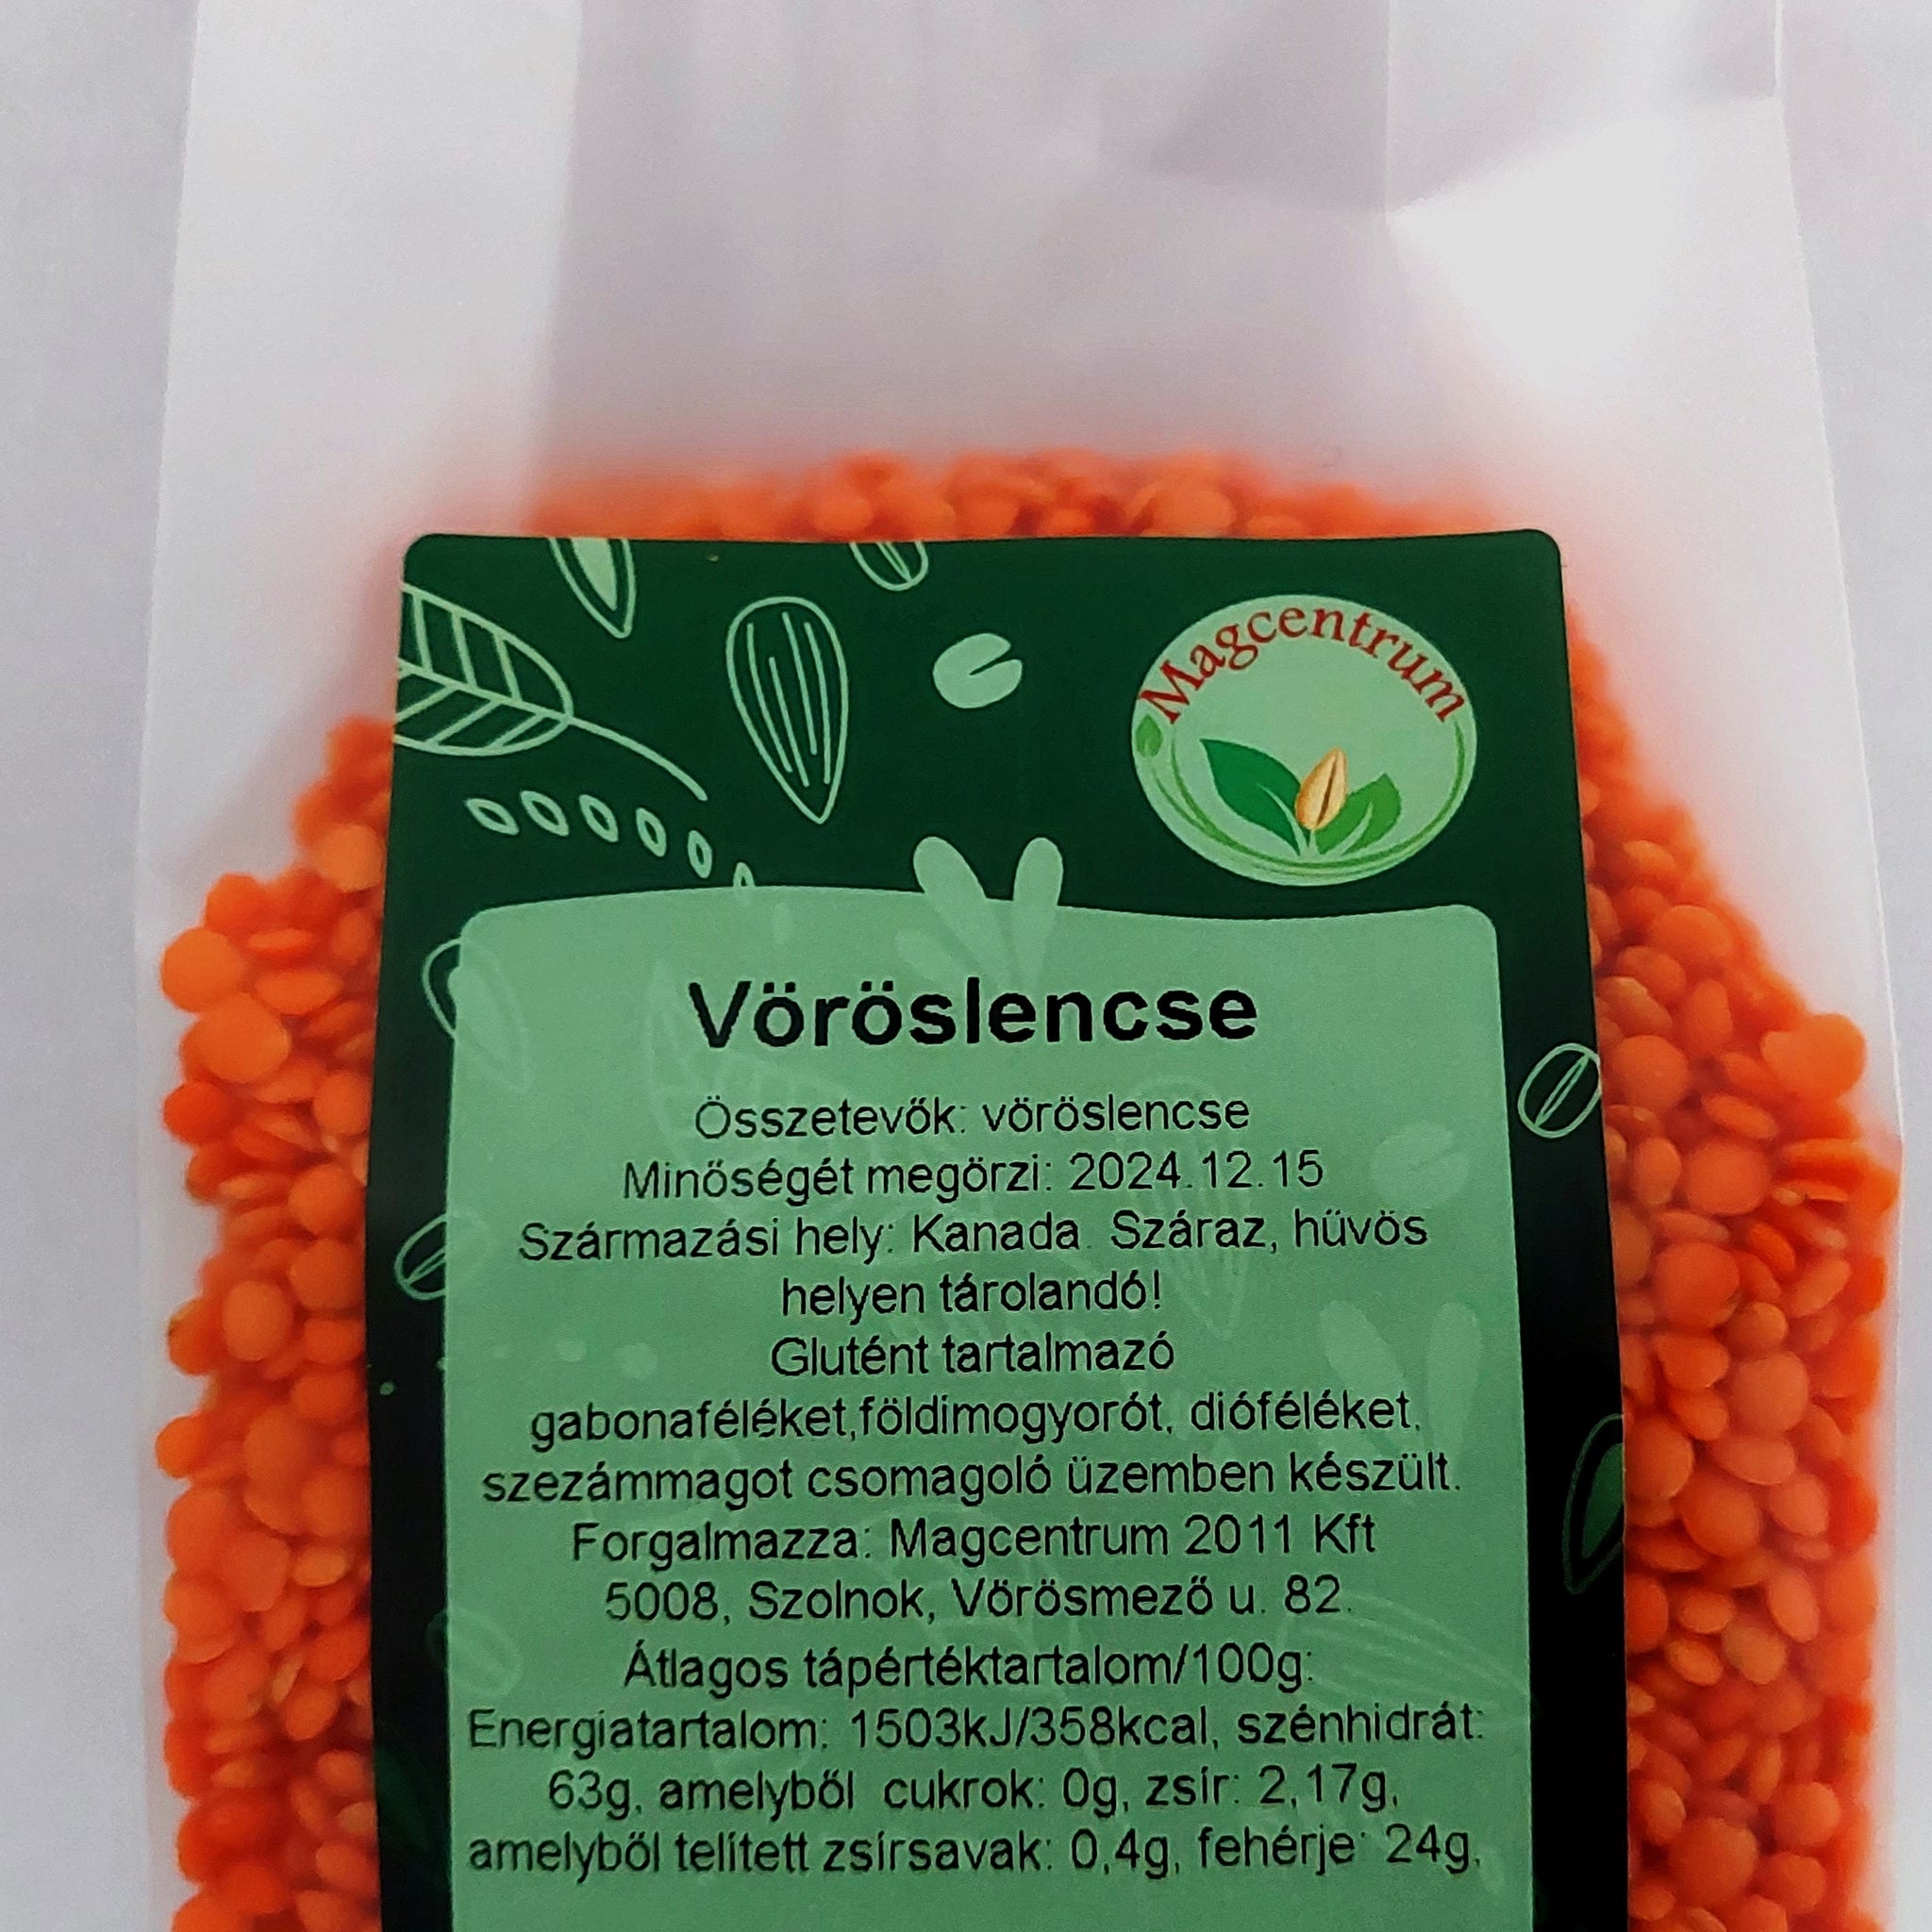 Magcentrum
Vöröslencse
Összetevők: vöröslencse
Minőségét megörzi: 2024.12.15
Származási hely: Kanada. Száraz, hűvös
helyen tárolandó!
Glutént tartalmazó
gabonaféléket,földimogyorót, dióféléket,
szezámmagot csomagoló üzemben készült.
Forgalmazza: Magcentrum 2011 Kft
5008, Szolnok, Vörösmező u. 82.
Átlagos tápértéktartalom/100g:
Energiatartalom: 1503kJ/358kcal, szénhidrát:
63g, amelyből cukrok: 0g, zsír: 2,17g,
amelyből telített zsírsavak: 0,4g, fehérje: 24g,